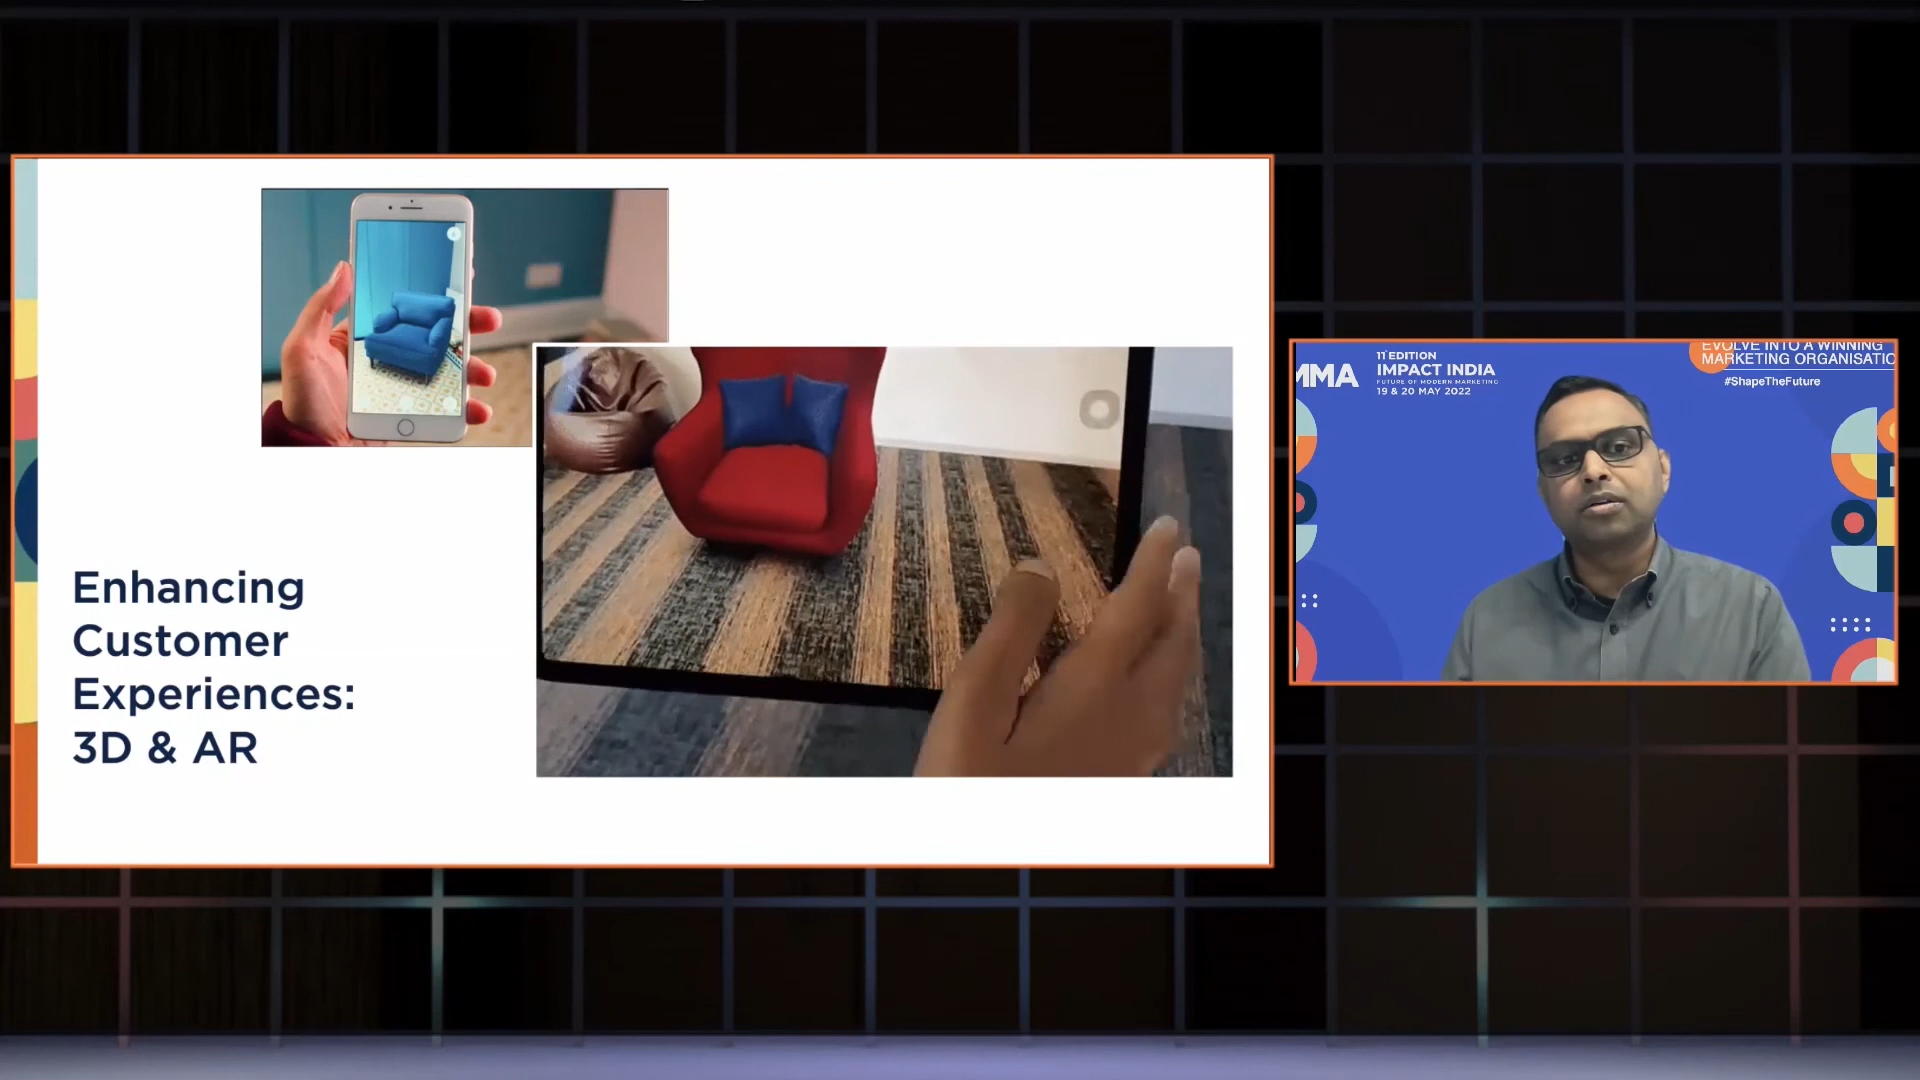 Enhancing
Customer
Experiences:
3D & AR
MMA
11 EDITION
IMPACT INDIA
FUTURE OF MODERN MARKETING
19 & 20 MAY 2022
EVOLVE INTO A WINNING
MARKETING ORGANISATIO
#ShapeTheFuture